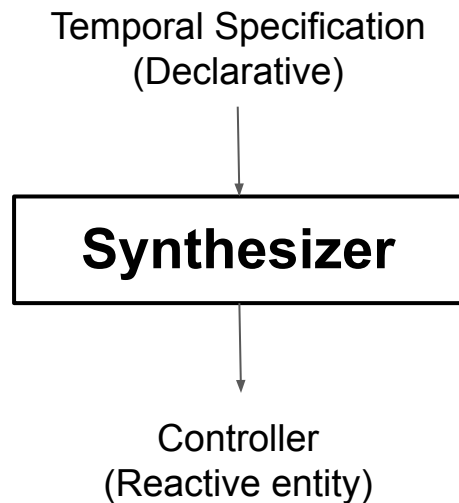 Temporal Specification
(Declarative)
Synthesizer
Controller
(Reactive entity)